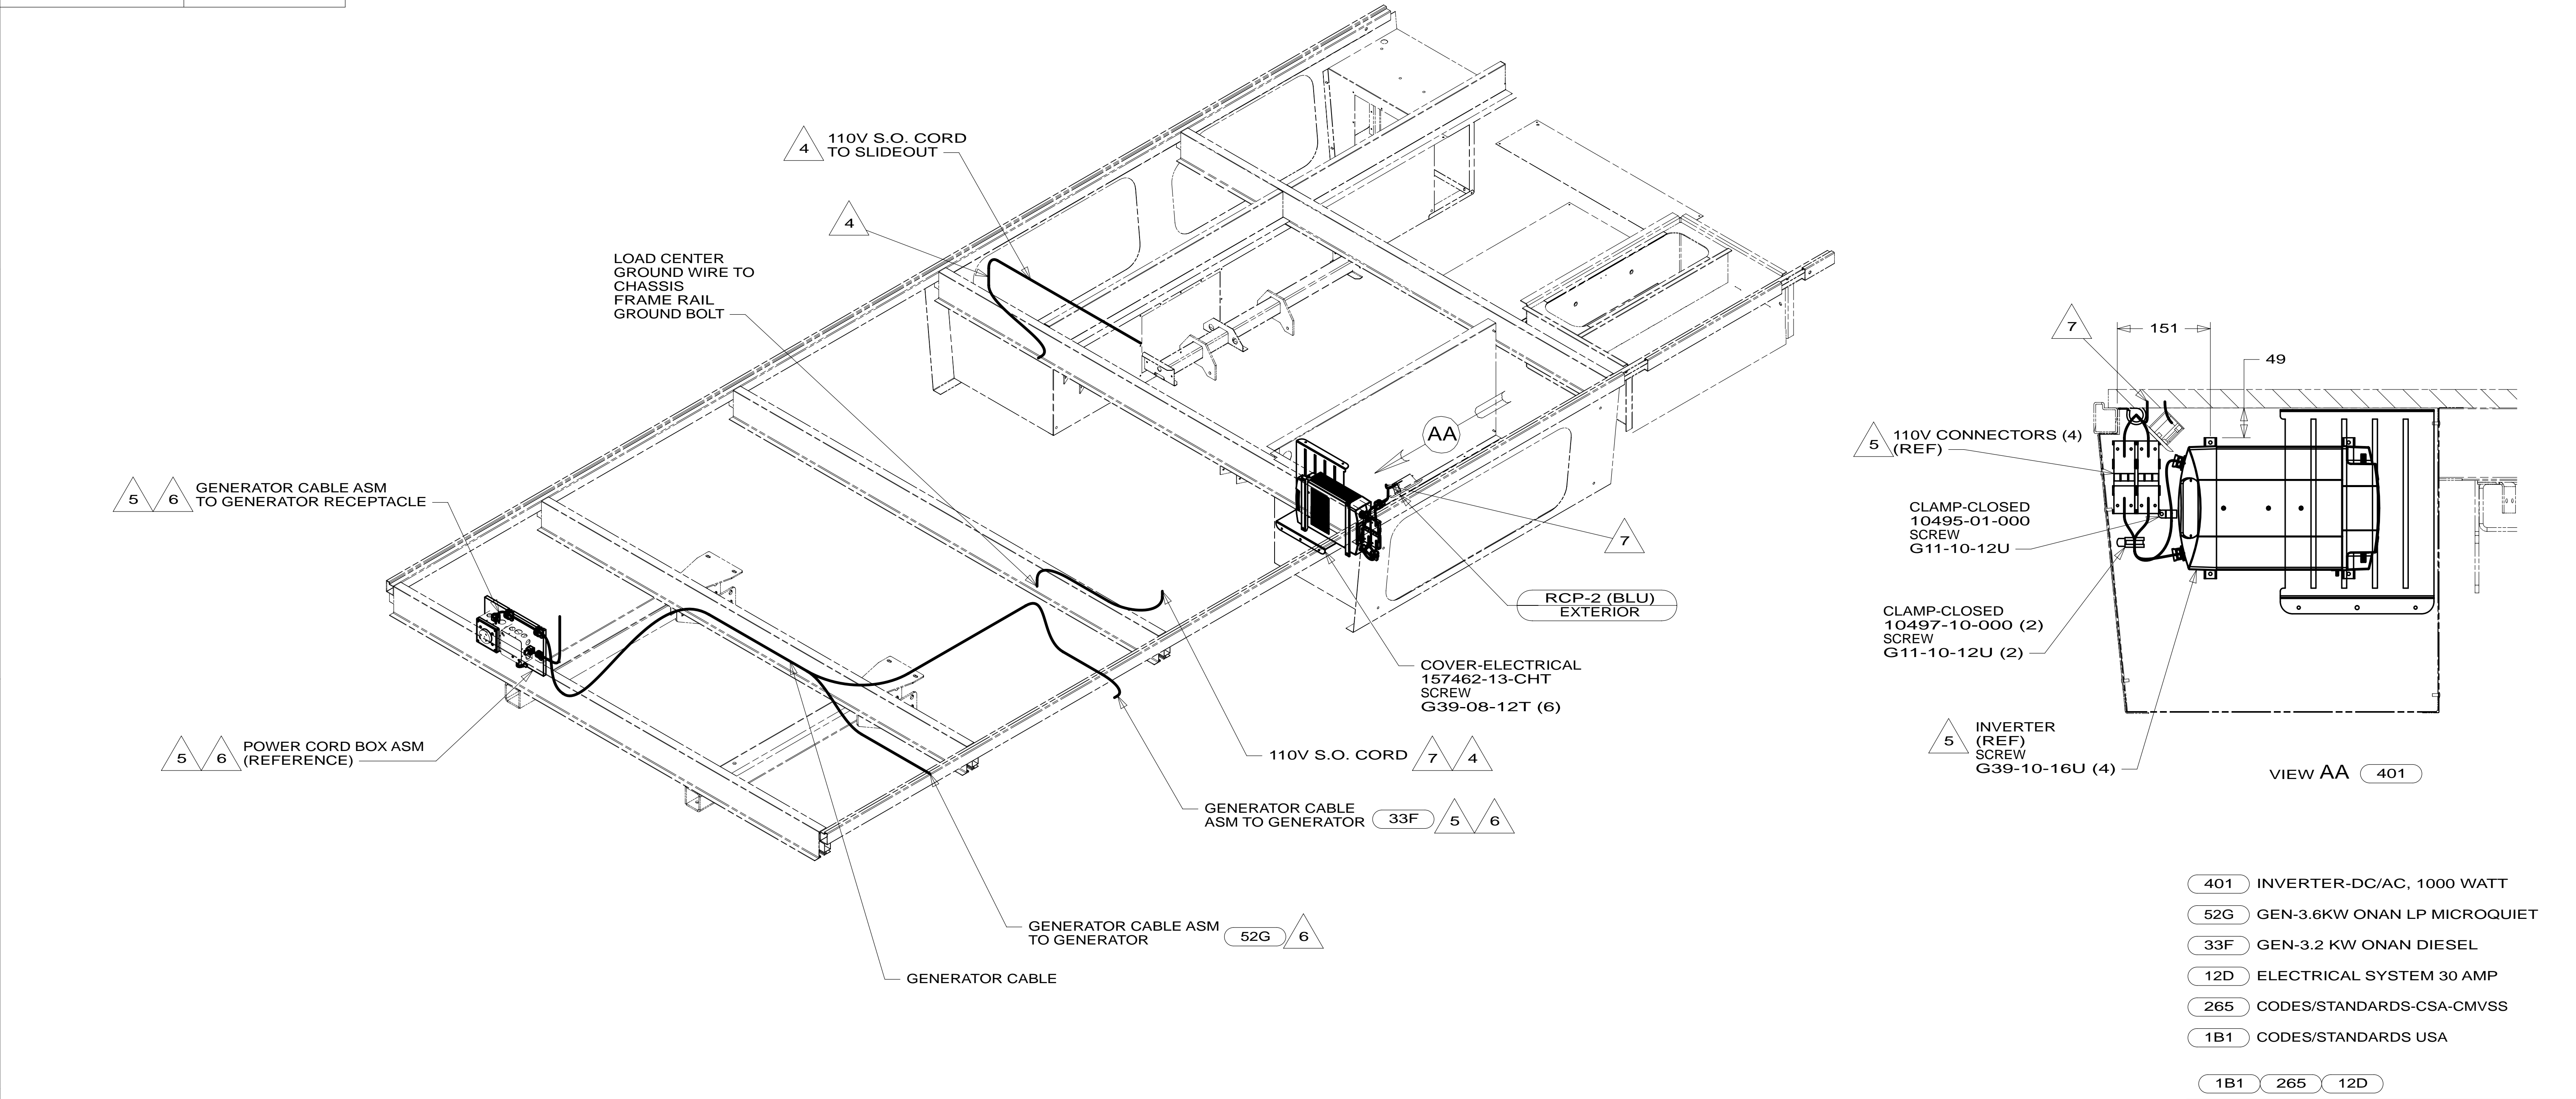 4
110V S.O. CORD
TO SLIDEOUT
4
LOAD CENTER
GROUND WIRE TO
CHASSIS
FRAME RAIL
GROUND BOLT
5 6
GENERATOR CABLE ASM
TO GENERATOR RECEPTACLE
5 6
POWER CORD BOX ASM
(REFERENCE)
AA
7
RCP-2 (BLU)
EXTERIOR
COVER-ELECTRICAL
157462-13-CHT
SCREW
G39-08-12T (6)
110V S.O. CORD 7 4
GENERATOR CABLE
ASM TO GENERATOR 33F 5 6
GENERATOR CABLE ASM
TO GENERATOR 52G 6
GENERATOR CABLE
7
151
49
5
110V CONNECTORS (4)
(REF)
CLAMP-CLOSED
10495-01-000
SCREW
G11-10-12U
CLAMP-CLOSED
10497-10-000 (2)
SCREW
G11-10-12U (2)
5
INVERTER
(REF)
SCREW
G39-10-16U (4)
VIEW AA 401
401 INVERTER-DC/AC, 1000 WATT
52G GEN-3.6KW ONAN LP MICROQUIET
33F GEN-3.2 KW ONAN DIESEL
12D ELECTRICAL SYSTEM 30 AMP
265 CODES/STANDARDS-CSA-CMVSS
1B1 CODES/STANDARDS USA
1B1 265 12D